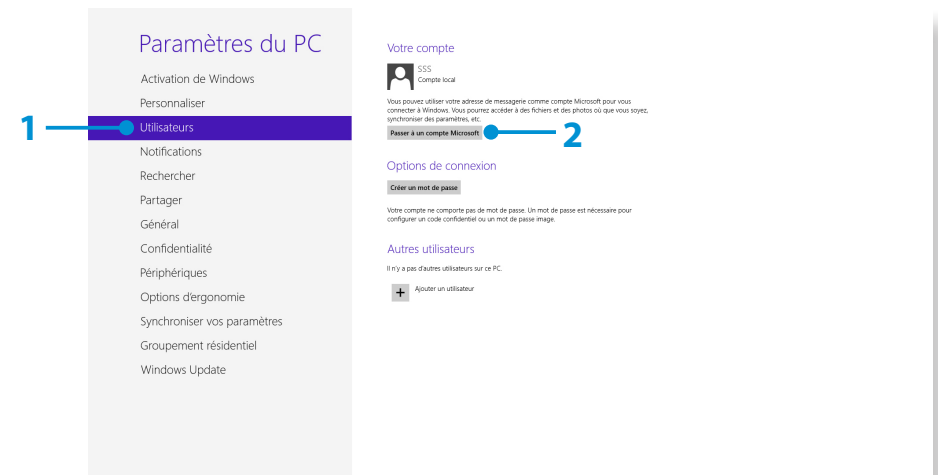 Paramètres du PC
Activation de Windows
Personnaliser
1
Utilisateurs
Notifications
Rechercher
Partager
Général
Confidentialité
Périphériques
Options d'ergonomie
Synchroniser vos paramètres
Groupement résidentiel
Windows Update
Votre compte
SSS
Compte local
Vous pouvez utiliser votre adresse de messagerie comme compte Microsoft pour vous
connecter à Windows. Vous pourrez accéder à des fichiers et des photos où que vous soyez,
synchroniser des paramètres, etc.
Passer à un compte Microsoft
2
Options de connexion
Créer un mot de passe
Votre compte ne comporte pas de mot de passe. Un mot de passe est nécessaire pour
configurer un code confidentiel ou un mot de passe image.
Autres utilisateurs
Il n'y a pas d'autres utilisateurs sur ce PC.
+ Ajouter un utilisateur